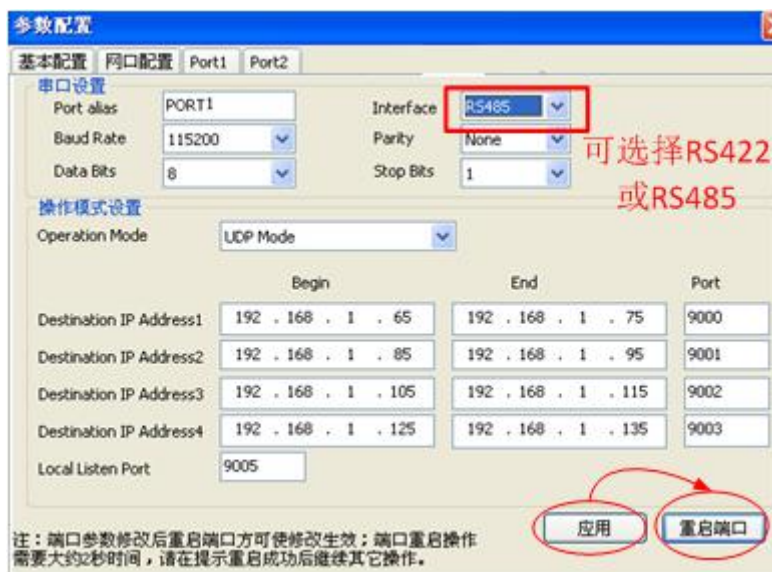 参数配置
基本配置 网口配置 Port1 Port2
串口设置
Port alias PORT1 Interface RS485
Baud Rate 115200 Parity None
Data Bits 8 Stop Bits 1
可选择RS422
或RS485
操作模式设置
Operation Mode UDP Mode
Begin End Port
Destination IP Address1 192 . 168 . 1 . 65 192 . 168 . 1 . 75 9000
Destination IP Address2 192 . 168 . 1 . 85 192 . 168 . 1 . 95 9001
Destination IP Address3 192 . 168 . 1 . 105 192 . 168 . 1 . 115 9002
Destination IP Address4 192 . 168 . 1 . 125 192 . 168 . 1 . 135 9003
Local Listen Port 9005
应用 重启端口
注：端口参数修改后重启端口方可使修改生效；端口重启操作
需要大约2秒时间，请在提示重启成功后继续其它操作。